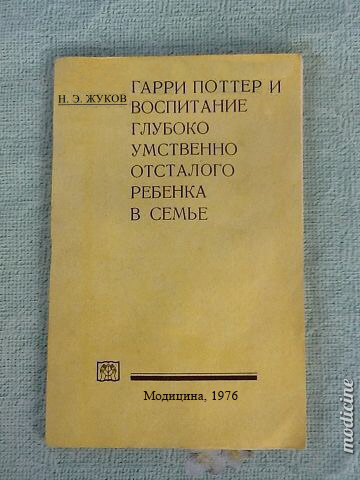 Н. Э. ЖУКОВ
ГАРРИ ПОТТЕР И
ВОСПИТАНИЕ
ГЛУБОКО
УМСТВЕННО
ОТСТАЛОГО
РЕБЕНКА
В СЕМЬЕ
Модицина, 1976
modicine